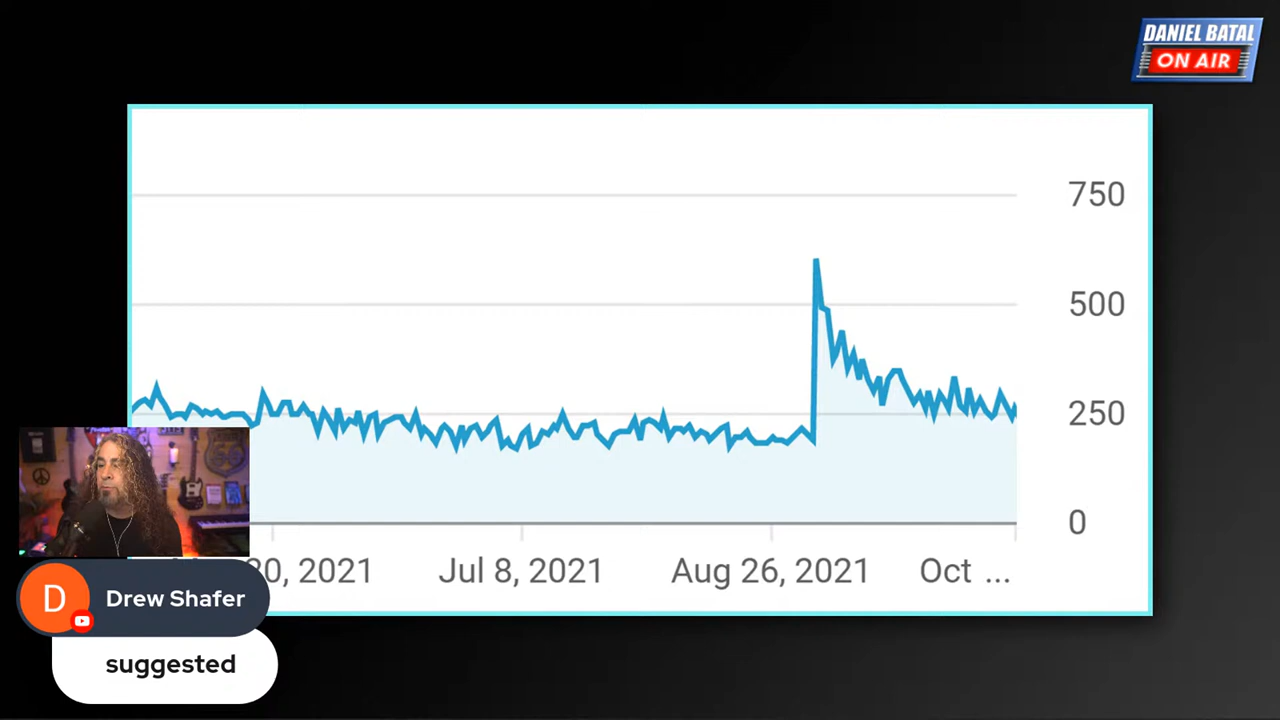 DANIEL BATAL
ON AIR
750
500
250
0
20, 2021
Jul 8, 2021
Aug 26, 2021
Oct ...
D
Drew Shafer
suggested